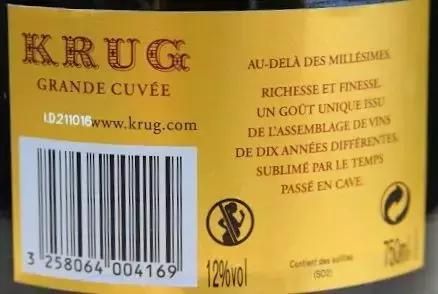 KRUG
GRANDE CUVÉE
I.D.211016 www.krug.com
3 258064 004169
12%vol
AU-DELÀ DES MILLÉSIMES.
RICHESSE ET FINESSE.
UN GOÛT UNIQUE ISSU
DE L'ASSEMBLAGE DE VINS
DE DIX ANNÉES DIFFÉRENTES,
SUBLIMÉ PAR LE TEMPS
PASSÉ EN CAVE.
Contient des sulfites
(SO2)
750ml